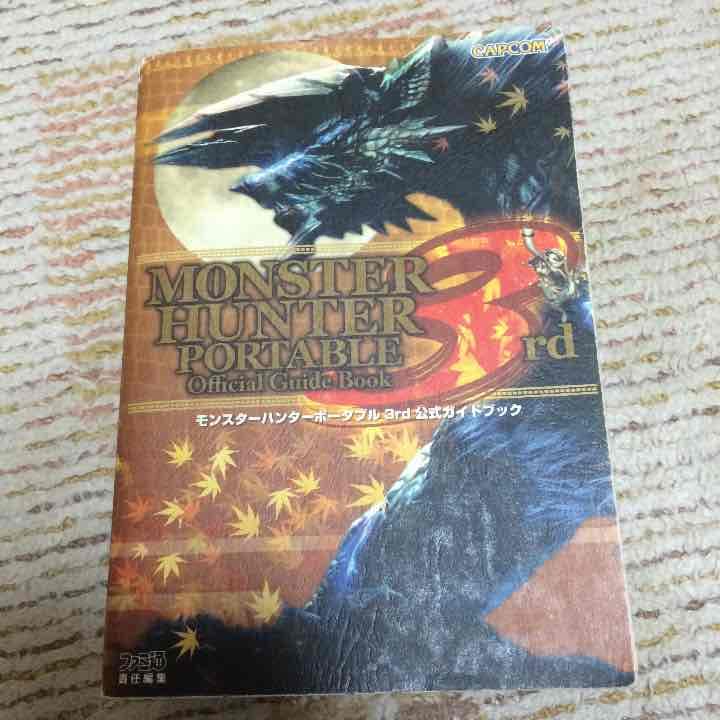 CAPCOM
MONSTER
HUNTER
PORTABLE 3rd
Official Guide Book
モンスターハンターポータブル 3rd 公式ガイドブック
ファミ通
責任編集